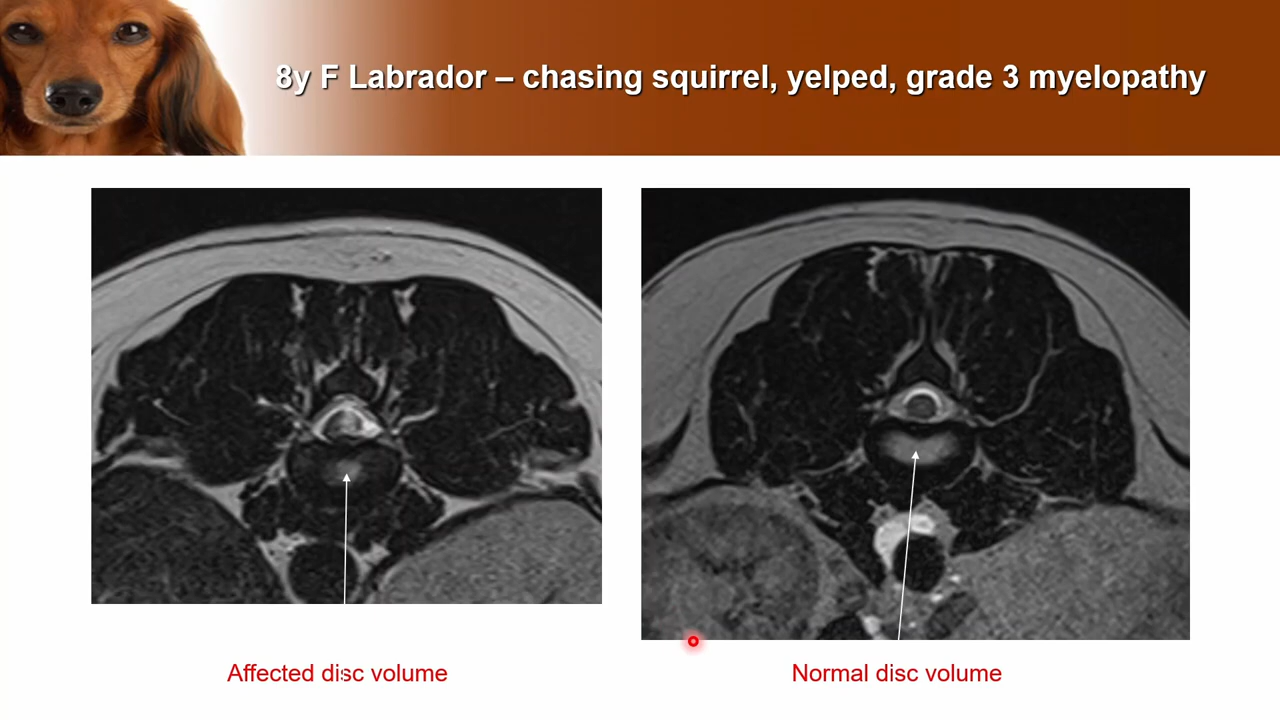 8y F Labrador – chasing squirrel, yelped, grade 3 myelopathy
Affected disc volume
Normal disc volume